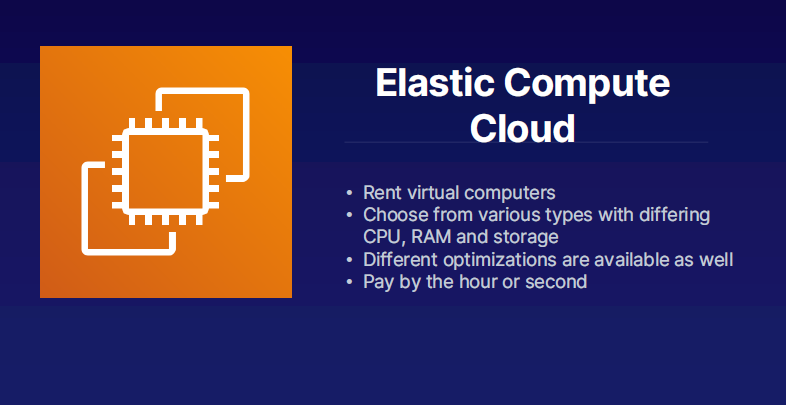 Elastic Compute
Cloud
• Rent virtual computers
• Choose from various types with differing
CPU, RAM and storage
• Different optimizations are available as well
• Pay by the hour or second